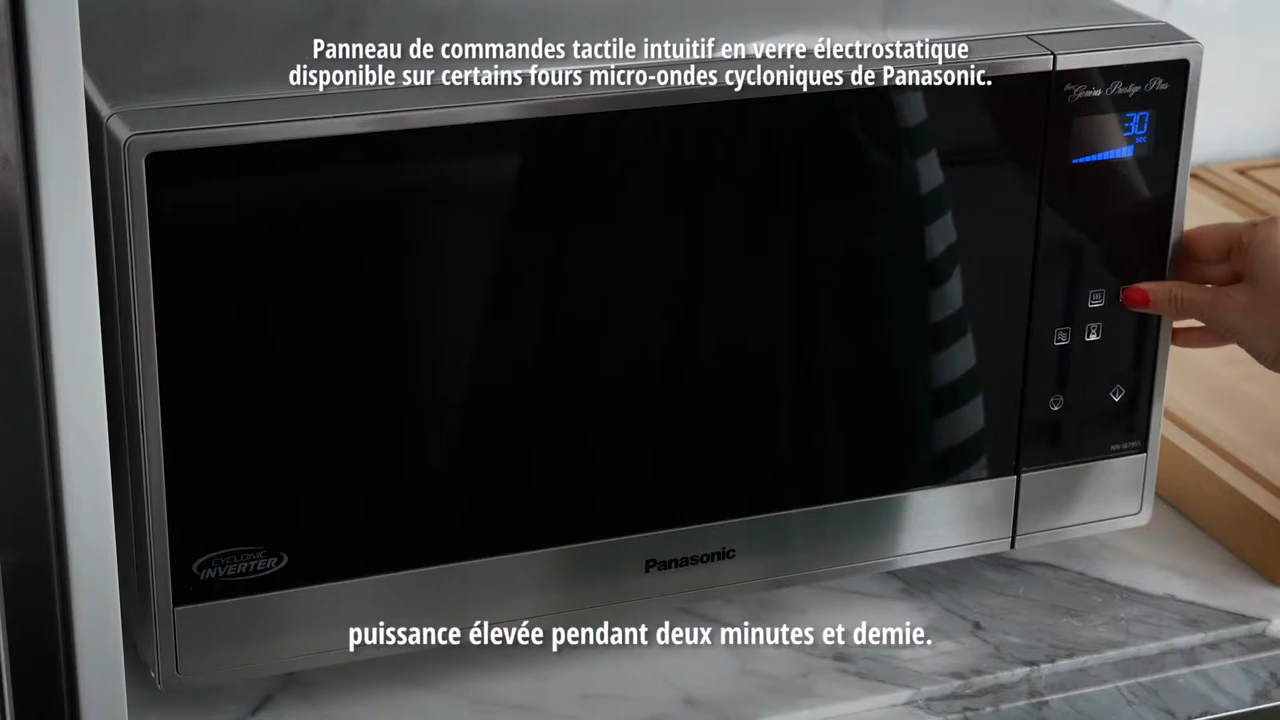 Panneau de commandes tactile intuitif en verre électrostatique
disponible sur certains fours micro-ondes cycloniques de Panasonic.
the Genius Prestige Plus
30
sec
CYCLONIC
INVERTER
Panasonic
puissance élevée pendant deux minutes et demie.